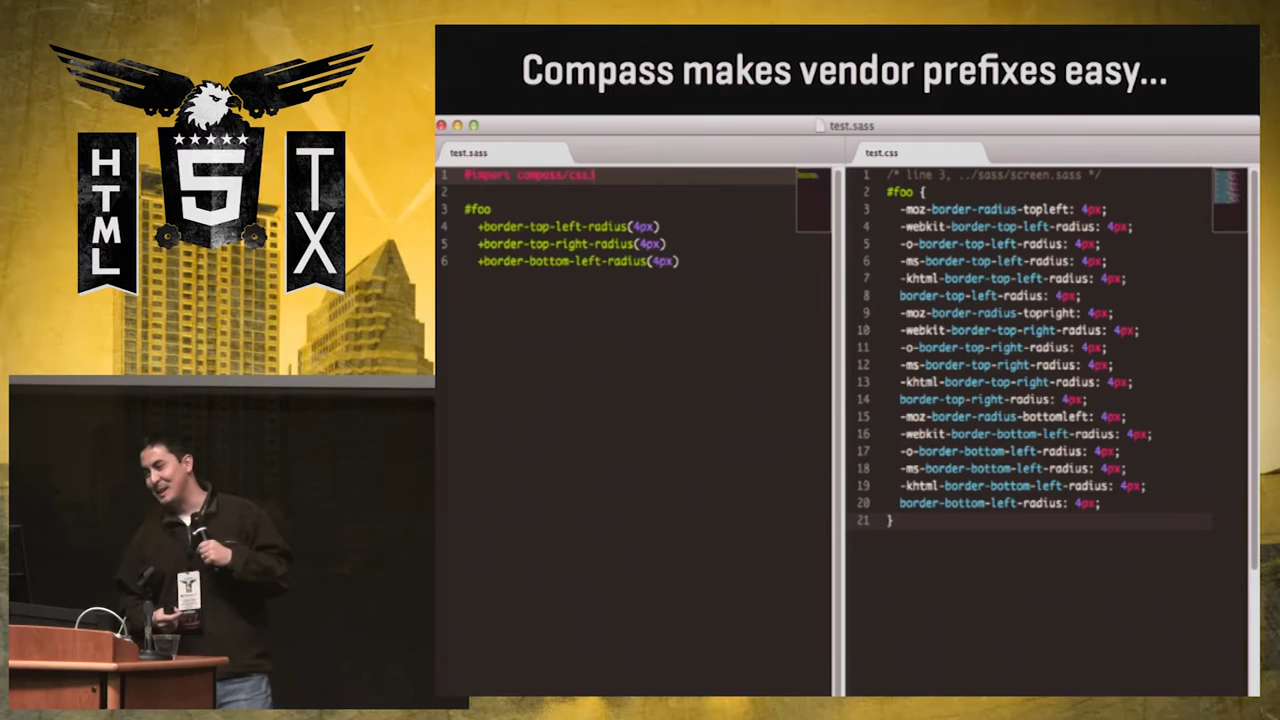 HTML
5
TX
Compass makes vendor prefixes easy...
test.sass
test.sass
1 @import compass/css3
2
3 #foo
4 +border-top-left-radius(4px)
5 +border-top-right-radius(4px)
6 +border-bottom-left-radius(4px)
test.css
1 /* line 3, ../sass/screen.sass */
2 #foo {
3 -moz-border-radius-topleft: 4px;
4 -webkit-border-top-left-radius: 4px;
5 -o-border-top-left-radius: 4px;
6 -ms-border-top-left-radius: 4px;
7 -khtml-border-top-left-radius: 4px;
8 border-top-left-radius: 4px;
9 -moz-border-radius-topright: 4px;
10 -webkit-border-top-right-radius: 4px;
11 -o-border-top-right-radius: 4px;
12 -ms-border-top-right-radius: 4px;
13 -khtml-border-top-right-radius: 4px;
14 border-top-right-radius: 4px;
15 -moz-border-radius-bottomleft: 4px;
16 -webkit-border-bottom-left-radius: 4px;
17 -o-border-bottom-left-radius: 4px;
18 -ms-border-bottom-left-radius: 4px;
19 -khtml-border-bottom-left-radius: 4px;
20 border-bottom-left-radius: 4px;
21 }